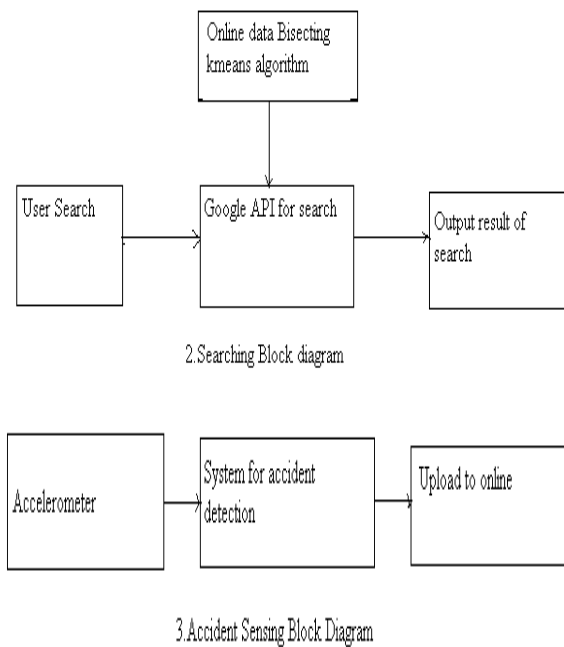 Online data Bisecting
kmeans algorithm
User Search
Google API for search
Output result of
search
2.Searching Block diagram
Accelerometer
System for accident
detection
Upload to online
3.Accident Sensing Block Diagram